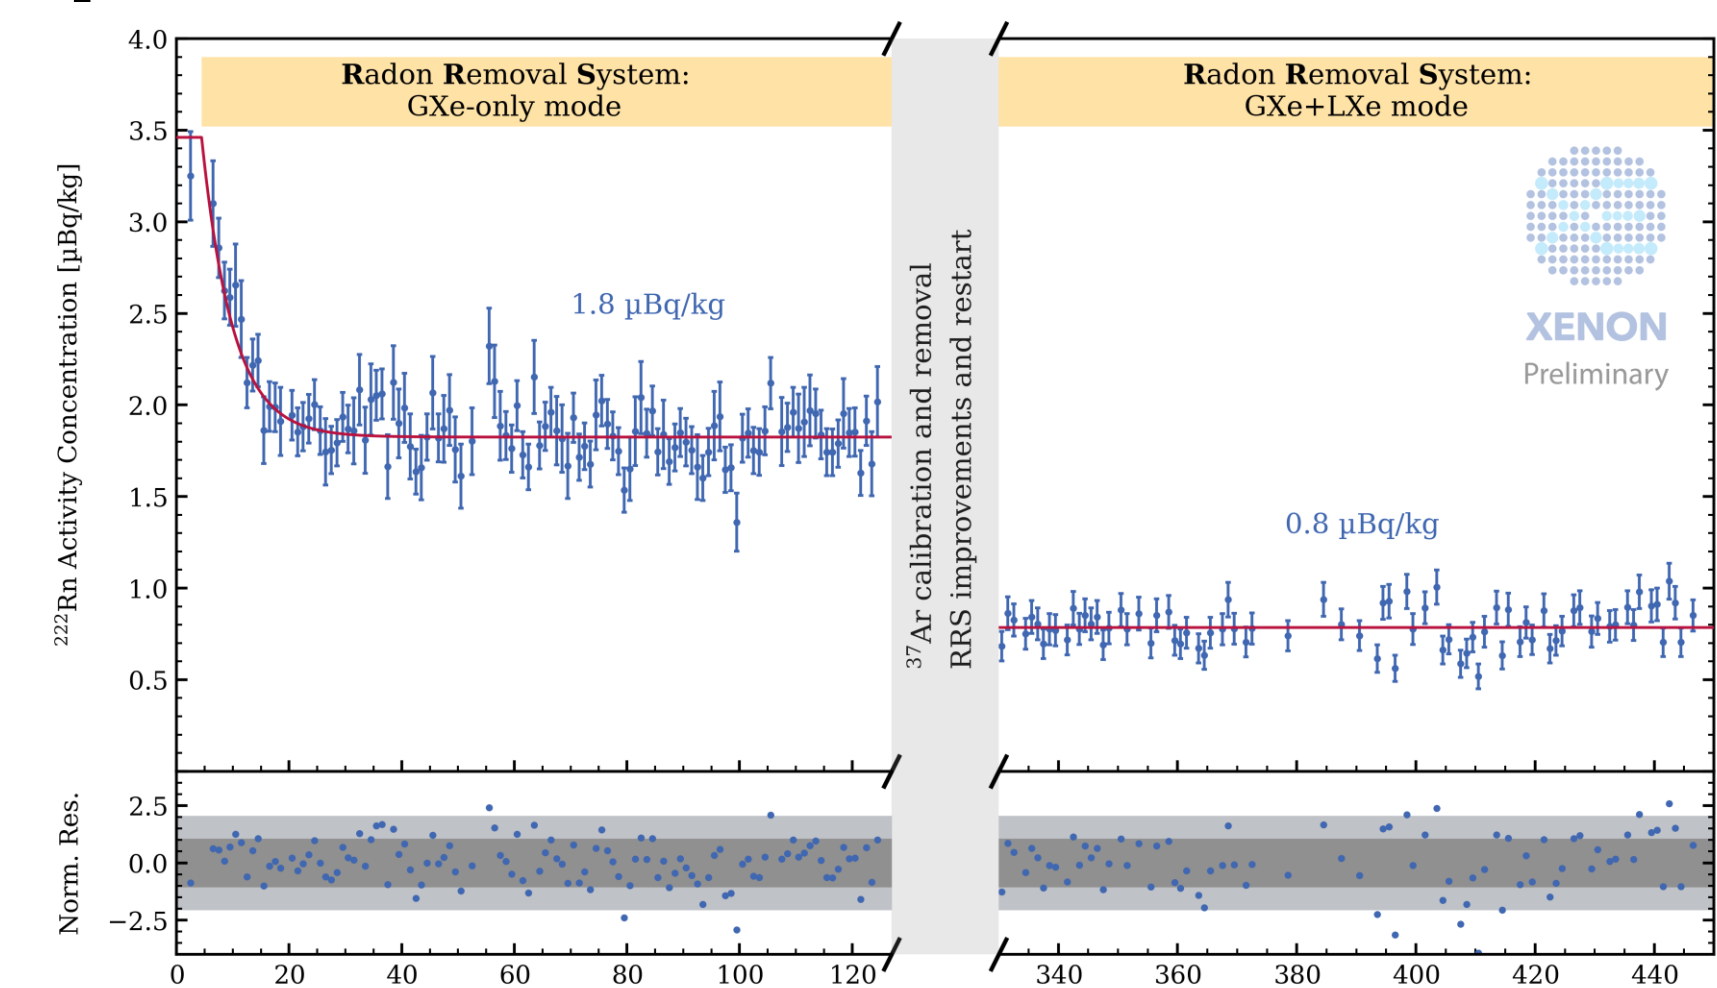 4.0
3.5
3.0
2.5
2.0
1.5
1.0
0.5
²²²Rn Activity Concentration [µBq/kg]
Radon Removal System:
GXe-only mode
1.8 µBq/kg
³⁷Ar calibration and removal
RRS improvements and restart
Radon Removal System:
GXe+LXe mode
XENON
Preliminary
0.8 µBq/kg
Norm. Res.
2.5
0.0
−2.5
0 20 40 60 80 100 120 340 360 380 400 420 440